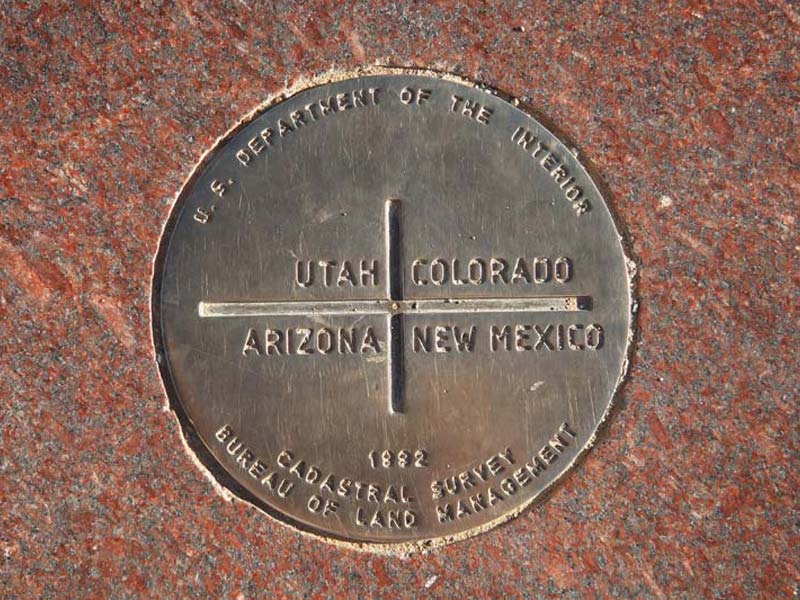 U. S. DEPARTMENT OF THE INTERIOR
UTAH COLORADO
ARIZONA NEW MEXICO
1992
CADASTRAL SURVEY
BUREAU OF LAND MANAGEMENT